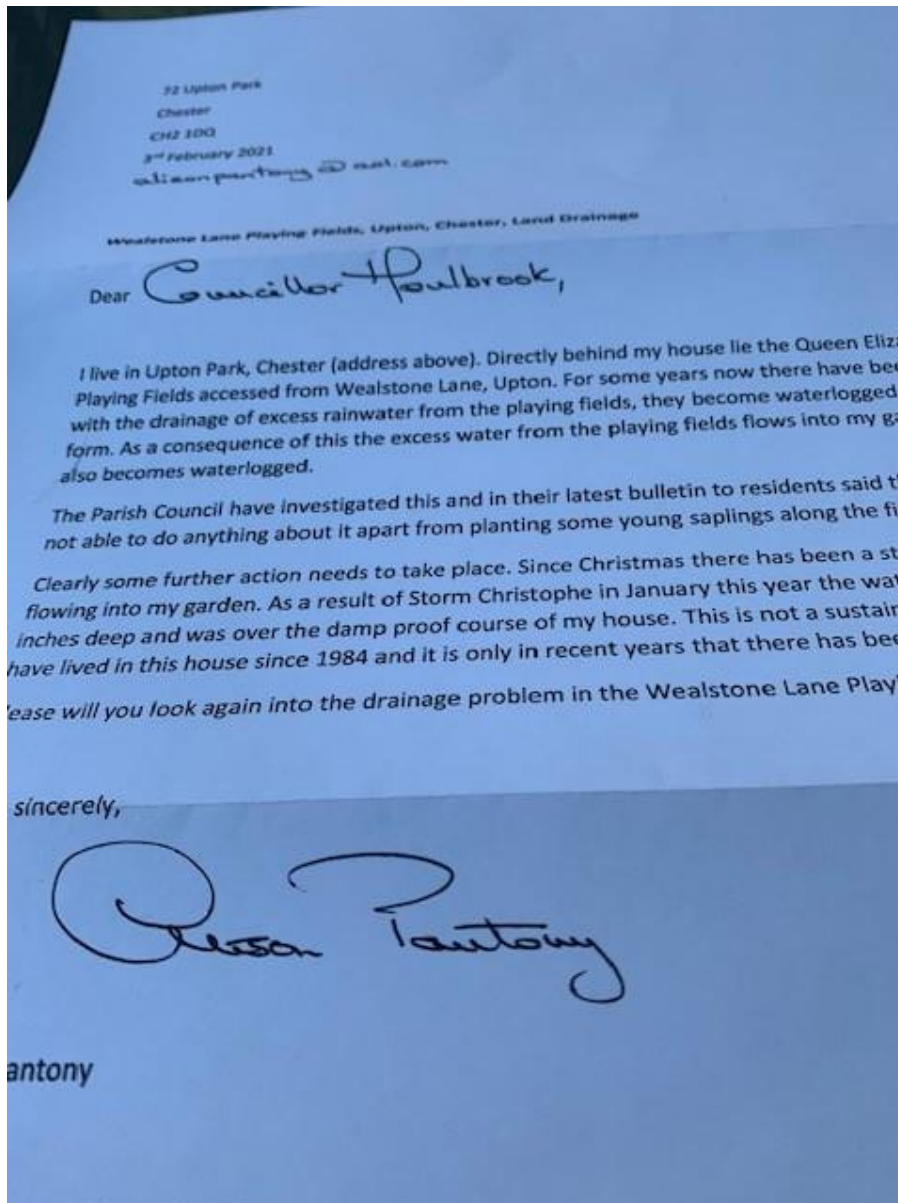 72 Upton Park
Chester
CH2 1DQ
3rd February 2021
alisonpantony@aol.com
Wealstone Lane Playing Fields, Upton, Chester, Land Drainage
Dear Councillor Houlbrook,
I live in Upton Park, Chester (address above). Directly behind my house lie the Queen Eliza
Playing Fields accessed from Wealstone Lane, Upton. For some years now there have bee
with the drainage of excess rainwater from the playing fields, they become waterlogged
form. As a consequence of this the excess water from the playing fields flows into my ga
also becomes waterlogged.
The Parish Council have investigated this and in their latest bulletin to residents said t
not able to do anything about it apart from planting some young saplings along the fi
Clearly some further action needs to take place. Since Christmas there has been a st
flowing into my garden. As a result of Storm Christophe in January this year the wat
inches deep and was over the damp proof course of my house. This is not a sustain
have lived in this house since 1984 and it is only in recent years that there has bee
ease will you look again into the drainage problem in the Wealstone Lane Play
sincerely,
Alison Pantony
antony